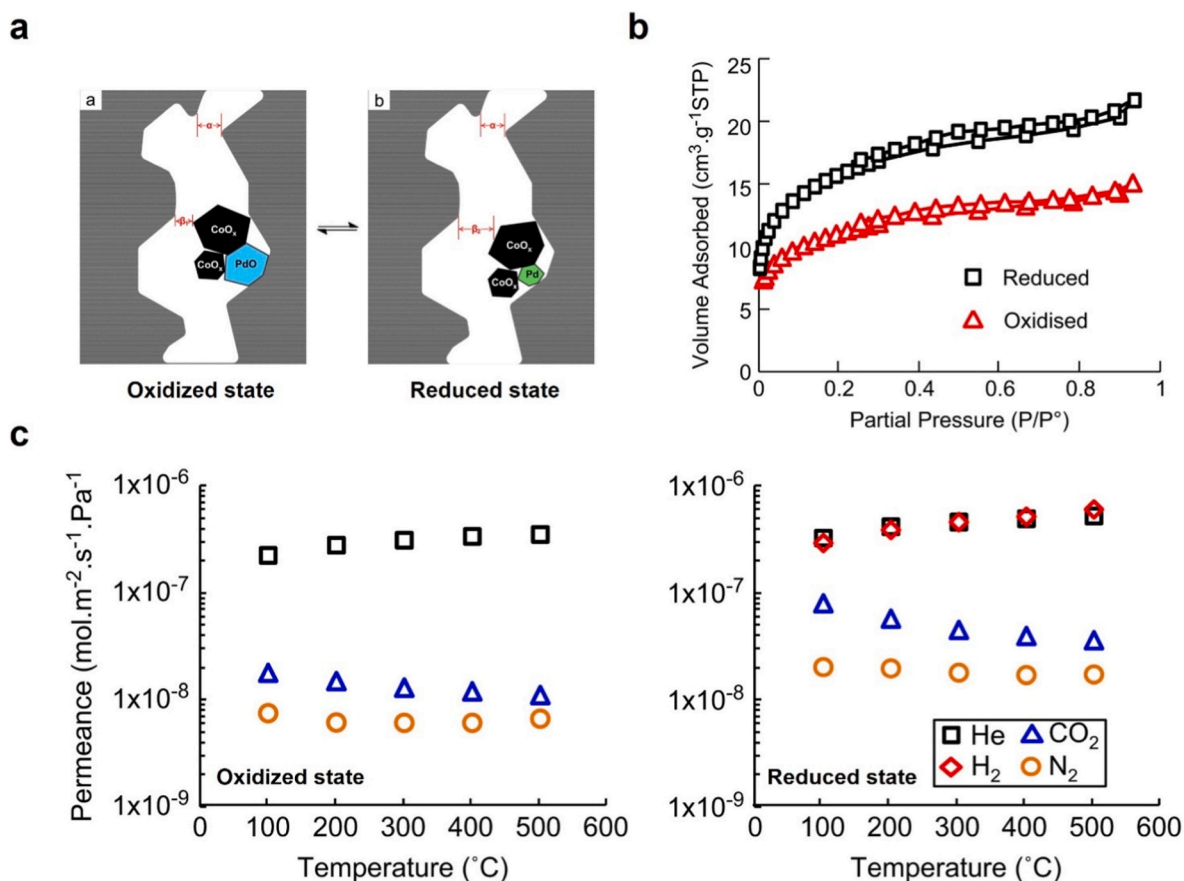 a
b
a
b
α
α
β₁
β₂
CoOₓ
CoOₓ
PdO
CoOₓ
CoOₓ
Pd
Oxidized state
Reduced state
25
20
15
10
5
0
Volume Adsorbed (cm³.g⁻¹STP)
Reduced
Oxidised
0
0.2
0.4
0.6
0.8
1
Partial Pressure (P/P°)
c
1x10⁻⁶
1x10⁻⁷
1x10⁻⁸
1x10⁻⁹
Permeance (mol.m⁻².s⁻¹.Pa⁻¹)
Oxidized state
0 100 200 300 400 500 600
Temperature (˚C)
1x10⁻⁶
1x10⁻⁷
1x10⁻⁸
1x10⁻⁹
He CO₂
H₂ N₂
Reduced state
0 100 200 300 400 500 600
Temperature (˚C)